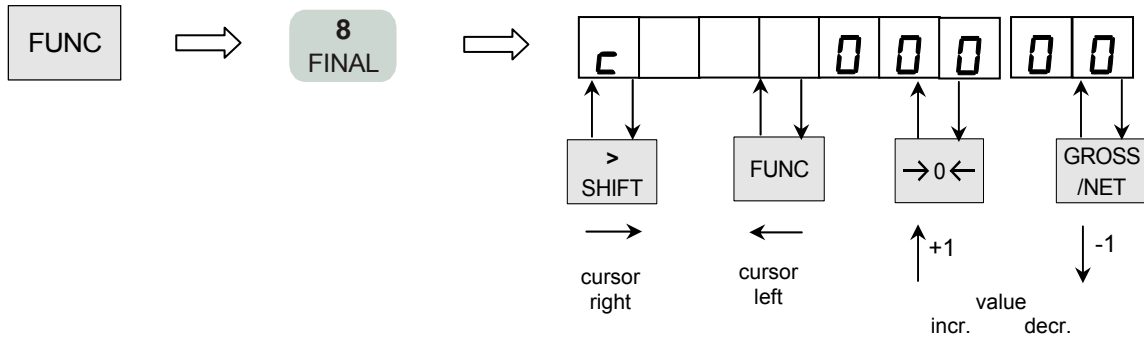 FUNC
8
FINAL
c 0 0 0 0 0
>
SHIFT
FUNC
→0←
GROSS
/NET
cursor
right
cursor
left
+1
-1
value
incr. decr.